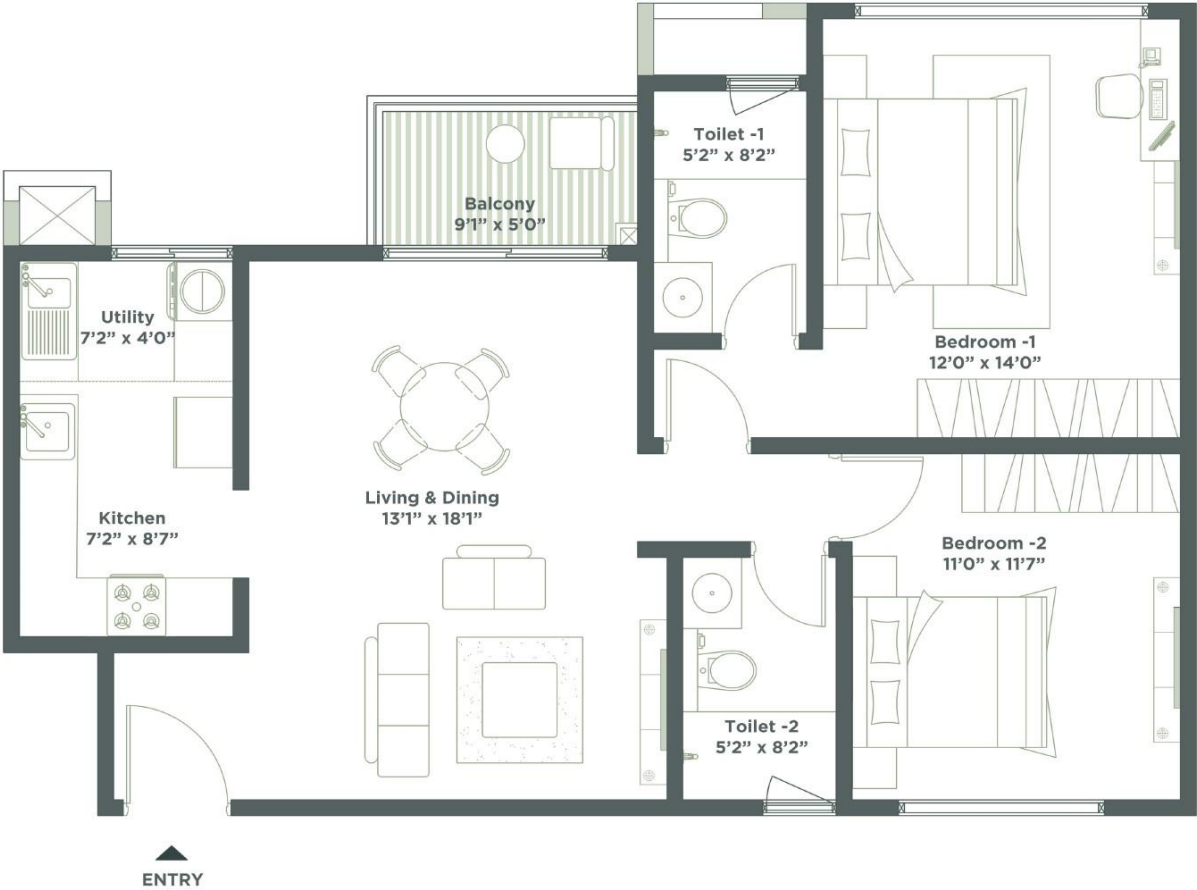 Toilet -1
5’2” x 8’2”
Balcony
9’1” x 5’0”
Utility
7’2” x 4’0”
Bedroom -1
12’0” x 14’0”
Living & Dining
13’1” x 18’1”
Kitchen
7’2” x 8’7”
Bedroom -2
11’0” x 11’7”
Toilet -2
5’2” x 8’2”
ENTRY